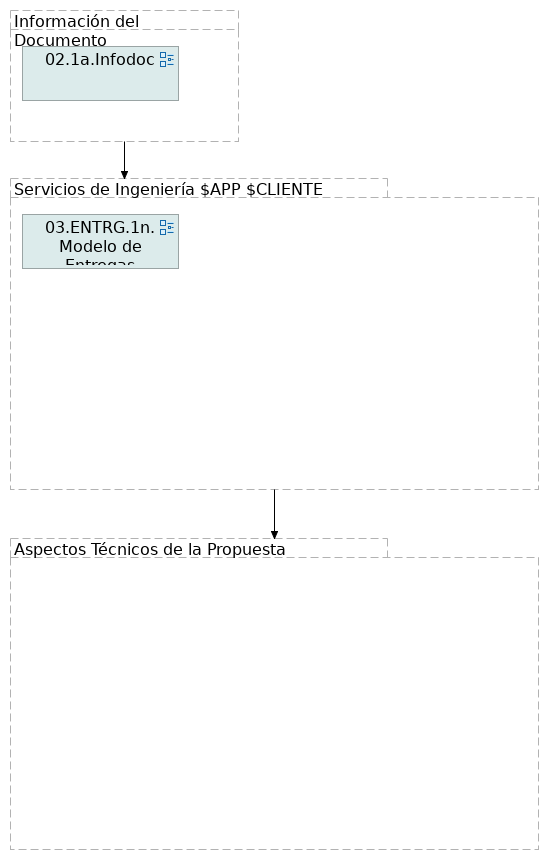 Información del
Documento
02.1a.Infodoc
Servicios de Ingeniería $APP $CLIENTE
03.ENTRG.1n.
Modelo de
Entregas
Aspectos Técnicos de la Propuesta